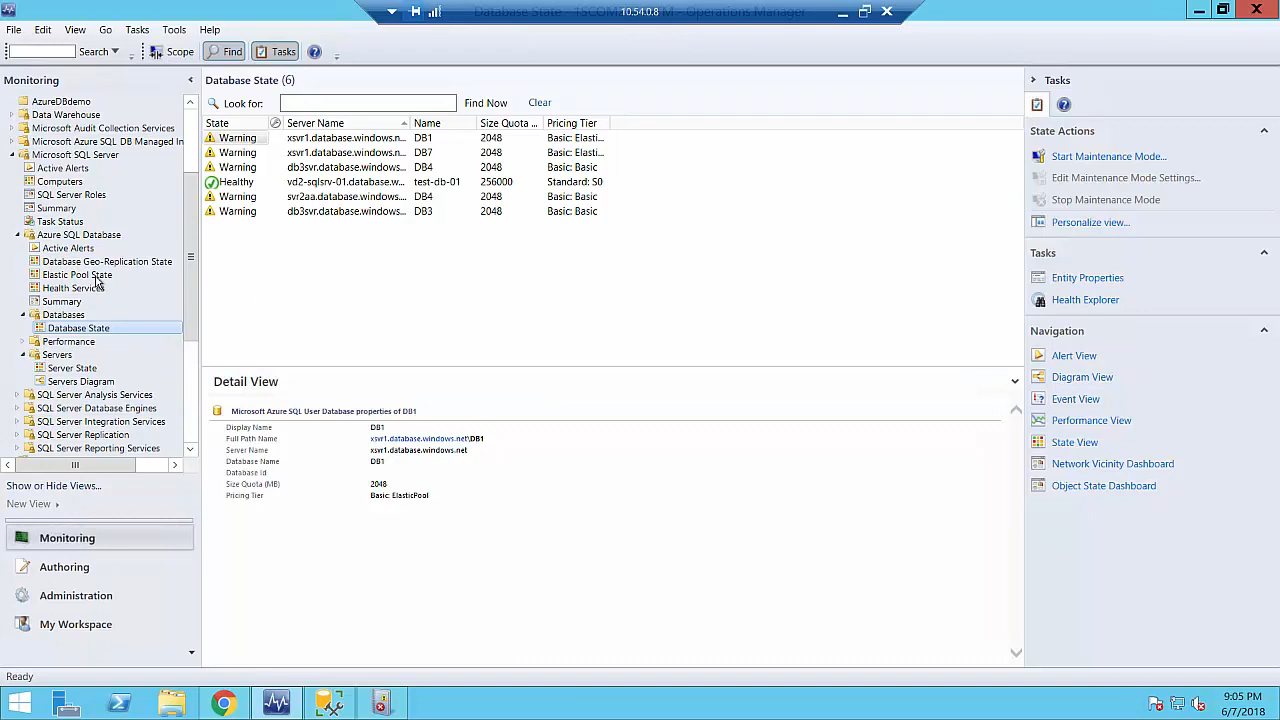 Database State - TSCOM - Operations Manager
10.54.0.8
File Edit View Go Tasks Tools Help
Search Scope Find Tasks
Monitoring
AzureDBdemo
Data Warehouse
Microsoft Audit Collection Services
Microsoft Azure SQL DB Managed In
Microsoft SQL Server
Active Alerts
Computers
SQL Server Roles
Summary
Task Status
Azure SQL Database
Active Alerts
Database Geo-Replication State
Elastic Pool State
Health Services
Summary
Databases
Database State
Performance
Servers
Server State
Servers Diagram
SQL Server Analysis Services
SQL Server Database Engines
SQL Server Integration Services
SQL Server Replication
SQL Server Reporting Services
Show or Hide Views...
New View
Monitoring
Authoring
Administration
My Workspace
Database State (6)
Look for: Find Now Clear
State Server Name Name Size Quota ... Pricing Tier
Warning xsvr1.database.windows.n... DB1 2048 Basic: Elasti...
Warning xsvr1.database.windows.n... DB7 2048 Basic: Elasti...
Warning db3svr.database.windows... DB4 2048 Basic: Basic
Healthy vd2-sqlsrv-01.database.w... test-db-01 256000 Standard: S0
Warning svr2aa.database.windows... DB4 2048 Basic: Basic
Warning db3svr.database.windows... DB3 2048 Basic: Basic
Detail View
Microsoft Azure SQL User Database properties of DB1
Display Name DB1
Full Path Name xsvr1.database.windows.net\DB1
Server Name xsvr1.database.windows.net
Database Name DB1
Database Id
Size Quota (MB) 2048
Pricing Tier Basic: ElasticPool
Tasks
State Actions
Start Maintenance Mode...
Edit Maintenance Mode Settings...
Stop Maintenance Mode
Personalize view...
Tasks
Entity Properties
Health Explorer
Navigation
Alert View
Diagram View
Event View
Performance View
State View
Network Vicinity Dashboard
Object State Dashboard
Ready
9:05 PM
6/7/2018